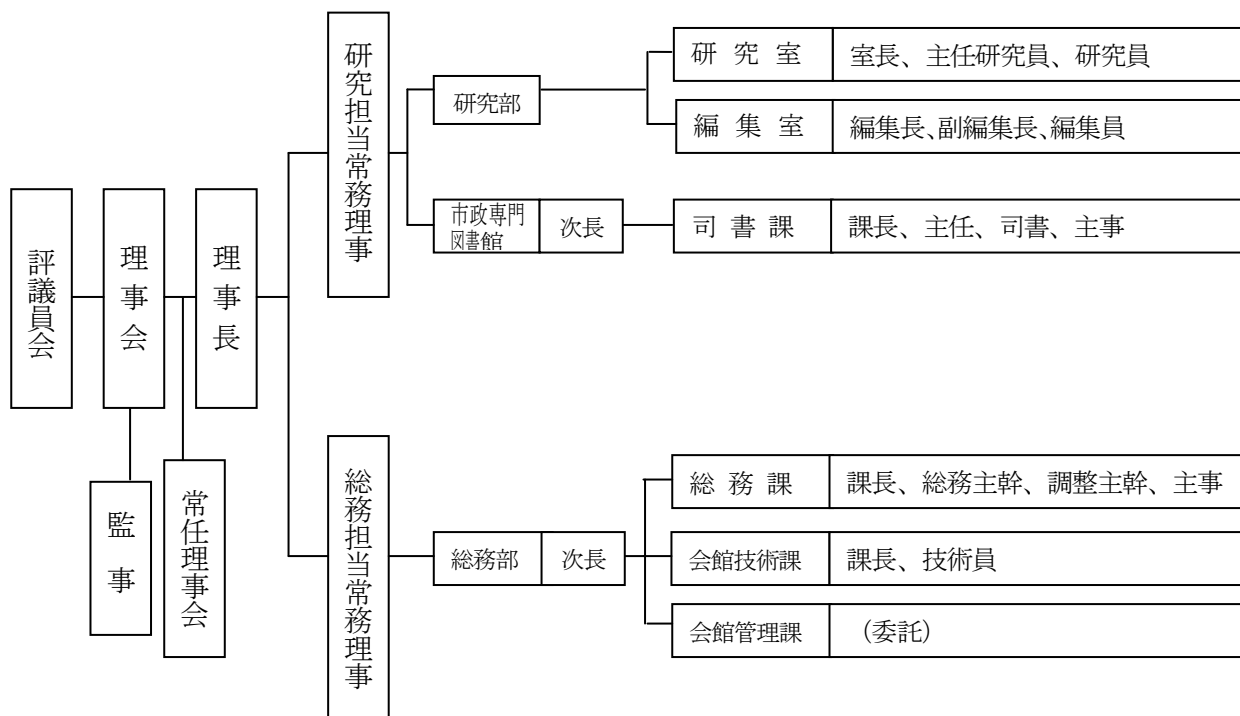 評議員会
理事会
監事
常任理事会
理事長
研究担当常務理事
研究部
研究室 室長、主任研究員、研究員
編集室 編集長、副編集長、編集員
市政専門
図書館
次長
司書課 課長、主任、司書、主事
総務担当常務理事
総務部 次長
総務課 課長、総務主幹、調整主幹、主事
会館技術課 課長、技術員
会館管理課 （委託）